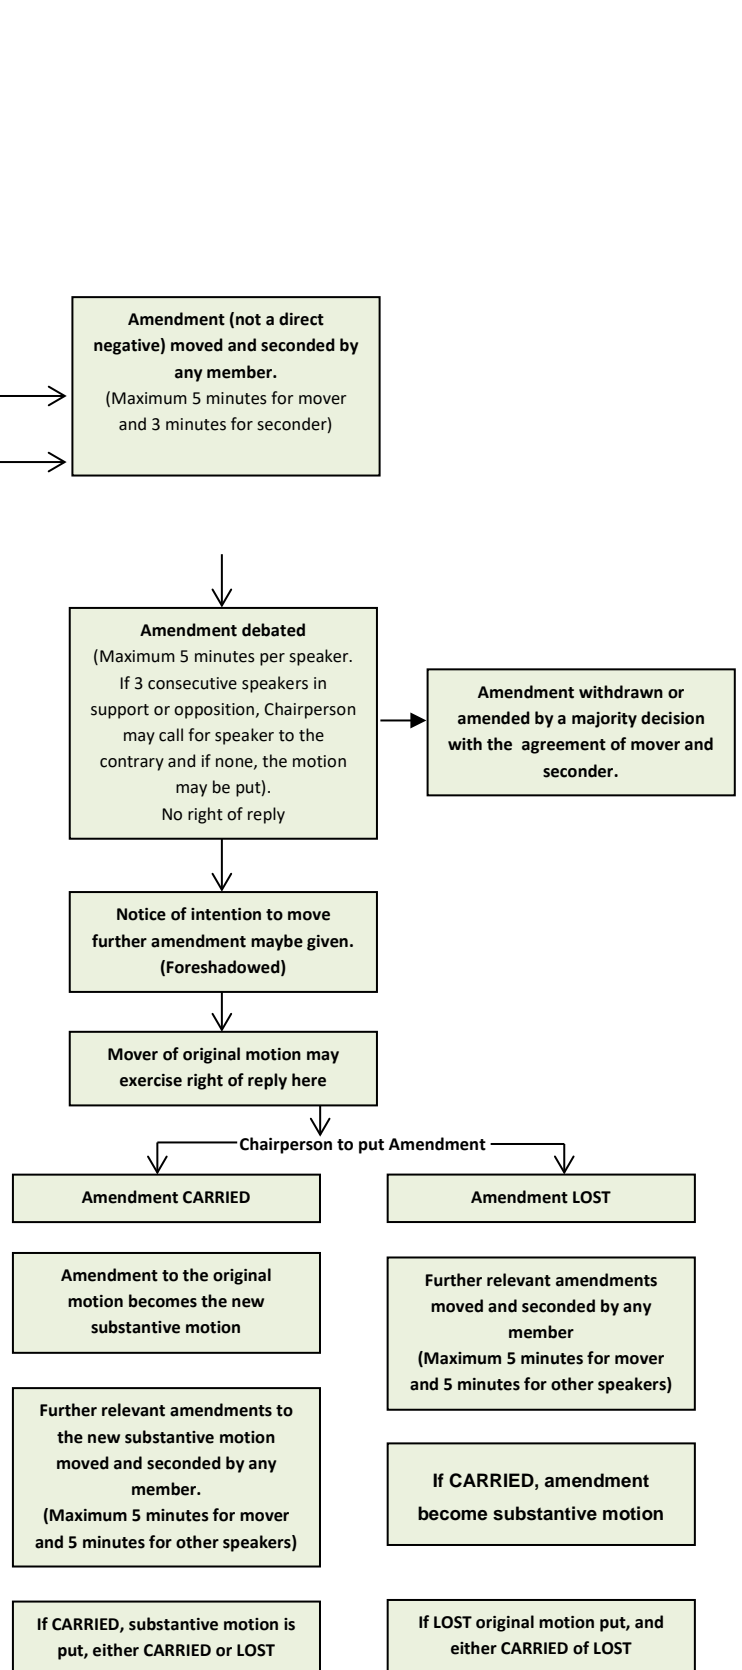 Amendment (not a direct
negative) moved and seconded by
any member.
(Maximum 5 minutes for mover
and 3 minutes for seconder)
Amendment debated
(Maximum 5 minutes per speaker.
If 3 consecutive speakers in
support or opposition, Chairperson
may call for speaker to the
contrary and if none, the motion
may be put).
No right of reply
Amendment withdrawn or
amended by a majority decision
with the  agreement of mover and
seconder.
Notice of intention to move
further amendment maybe given.
(Foreshadowed)
Mover of original motion may
exercise right of reply here
Chairperson to put Amendment
Amendment CARRIED
Amendment to the original
motion becomes the new
substantive motion
Further relevant amendments to
the new substantive motion
moved and seconded by any
member.
(Maximum 5 minutes for mover
and 5 minutes for other speakers)
If CARRIED, substantive motion is
put, either CARRIED or LOST
Amendment LOST
Further relevant amendments
moved and seconded by any
member
(Maximum 5 minutes for mover
and 5 minutes for other speakers)
If CARRIED, amendment
become substantive motion
If LOST original motion put, and
either CARRIED of LOST